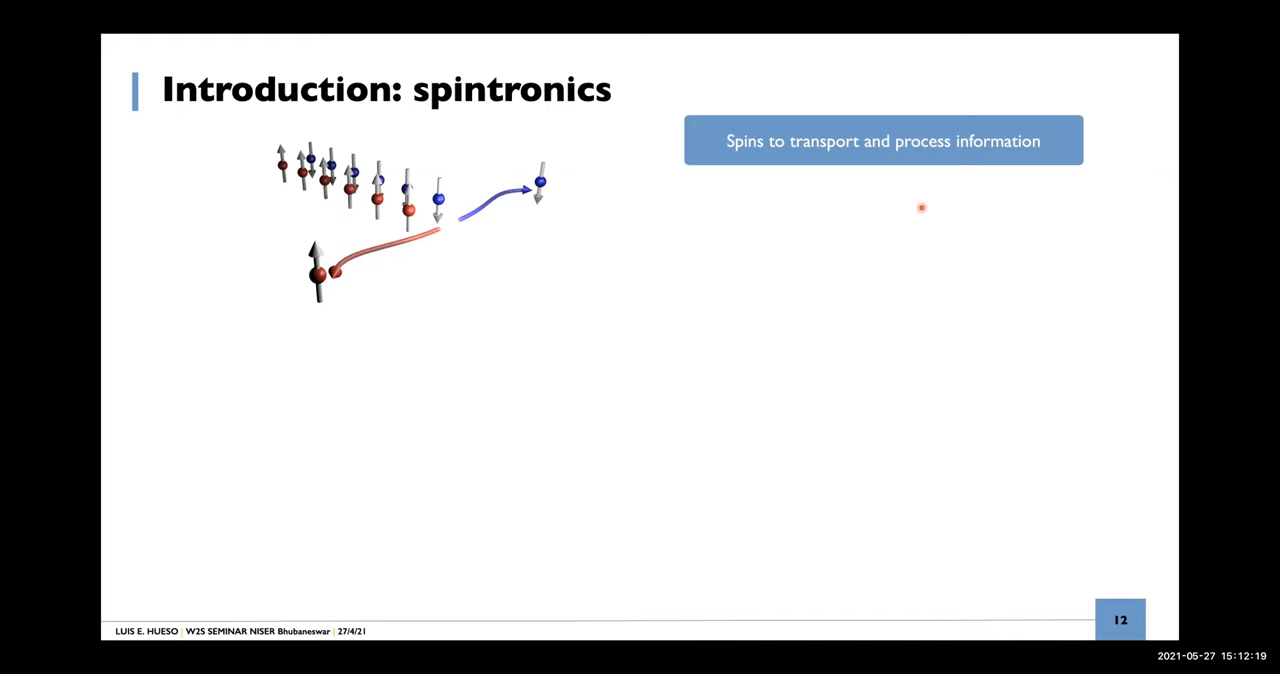 Introduction: spintronics
Spins to transport and process information
LUIS E. HUESO | W2S SEMINAR NISER Bhubaneswar | 27/4/21
12
2021-05-27 15:12:19